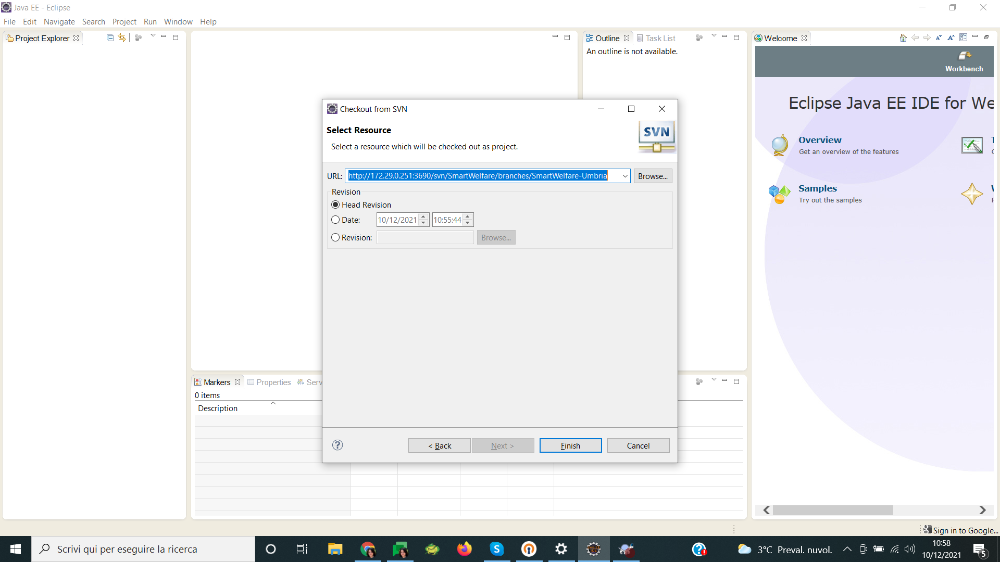 Java EE - Eclipse
File Edit Navigate Search Project Run Window Help
Project Explorer
Outline Task List
An outline is not available.
Welcome
Workbench
Eclipse Java EE IDE for We
Overview
Get an overview of the features
Samples
Try out the samples
Checkout from SVN
Select Resource
Select a resource which will be checked out as project.
SVN
URL: http://172.29.0.251:3690/svn/SmartWelfare/branches/SmartWelfare-Umbria Browse...
Revision
Head Revision
Date: 10/12/2021 10:55:44
Revision: Browse...
< Back Next > Finish Cancel
Markers Properties Serv
0 items
Description
Sign in to Google...
Scrivi qui per eseguire la ricerca
3°C Preval. nuvol.
10:58
10/12/2021
5